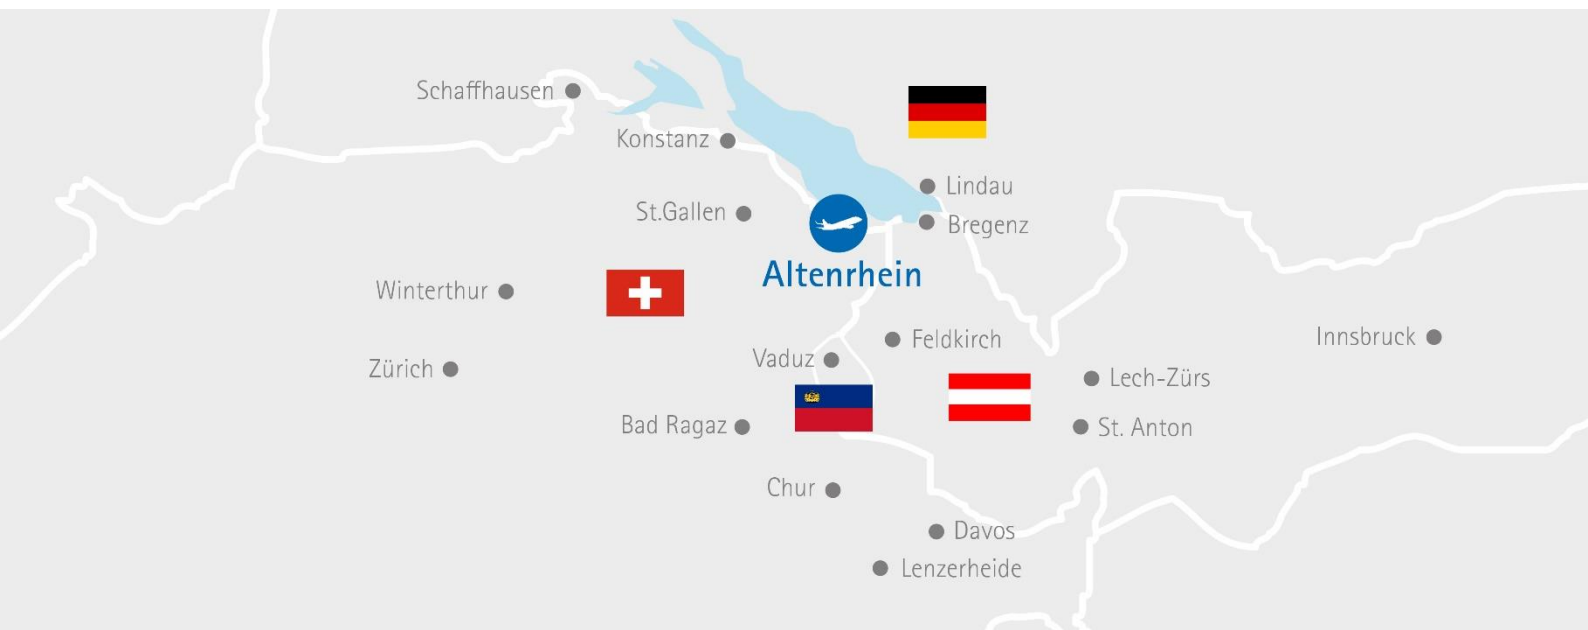 Schaffhausen
Konstanz
Lindau
St.Gallen
Bregenz
Altenrhein
Winterthur
Feldkirch
Innsbruck
Vaduz
Zürich
Lech-Zürs
Bad Ragaz
St. Anton
Chur
Davos
Lenzerheide